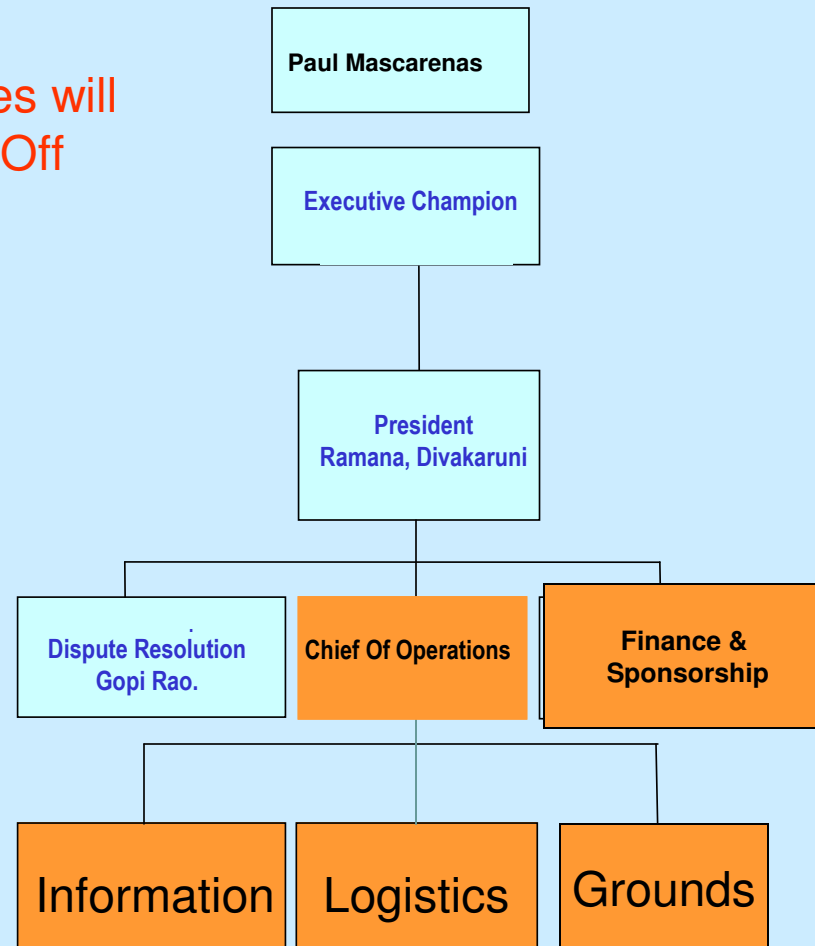 Paul Mascarenas
es will
Off
Executive Champion
President
Ramana, Divakaruni
.
Dispute Resolution
Gopi Rao.
Chief Of Operations
Finance &
Sponsorship
Information
Logistics
Grounds